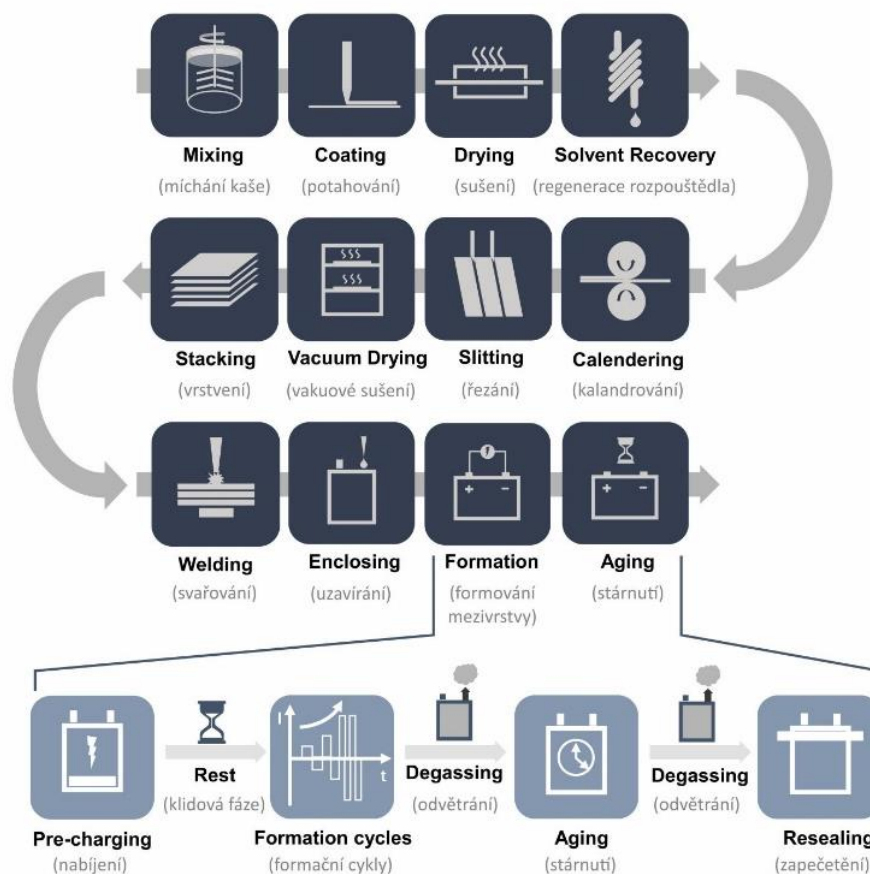 Mixing
(míchání kaše)
Coating
(potahování)
Drying
(sušení)
Solvent Recovery
(regenerace rozpouštědla)
Stacking
(vrstvení)
Vacuum Drying
(vakuové sušení)
Slitting
(řezání)
Calendering
(kalandrování)
Welding
(svařování)
Enclosing
(uzavírání)
Formation
(formování
mezivrstvy)
Aging
(stárnutí)
Pre-charging
(nabíjení)
Rest
(klidová fáze)
I
t
Formation cycles
(formační cykly)
Degassing
(odvětrání)
Aging
(stárnutí)
Degassing
(odvětrání)
Resealing
(zapečetění)